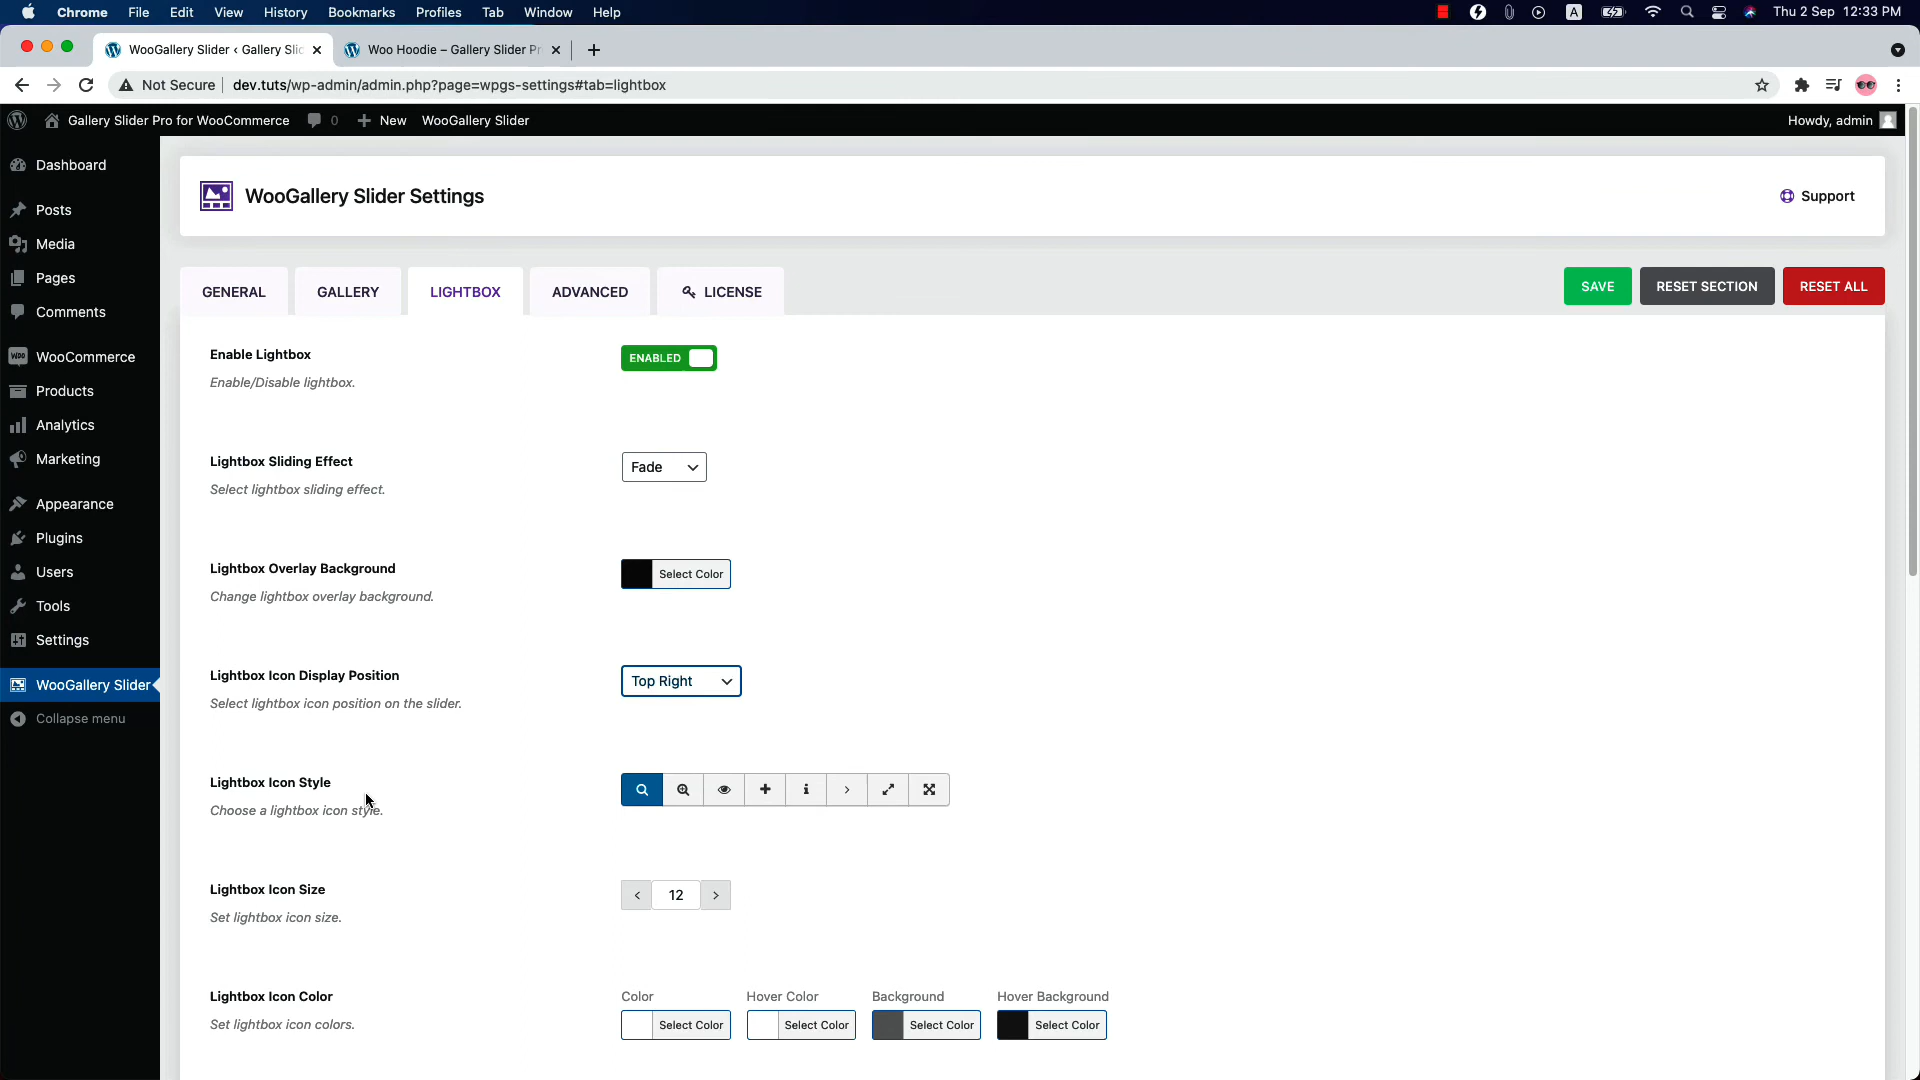 Chrome File Edit View History Bookmarks Profiles Tab Window Help A Thu 2 Sep 12:33 PM
WooGallery Slider ‹ Gallery Slic Woo Hoodie – Gallery Slider Pr
Not Secure dev.tuts/wp-admin/admin.php?page=wpgs-settings#tab=lightbox
Gallery Slider Pro for WooCommerce 0 New WooGallery Slider Howdy, admin
Dashboard
Posts
Media
Pages
Comments
WooCommerce
Products
Analytics
Marketing
Appearance
Plugins
Users
Tools
Settings
WooGallery Slider
Collapse menu
WooGallery Slider Settings
Support
GENERAL GALLERY LIGHTBOX ADVANCED LICENSE SAVE RESET SECTION RESET ALL
Enable Lightbox
Enable/Disable lightbox.
ENABLED
Lightbox Sliding Effect
Select lightbox sliding effect.
Fade
Lightbox Overlay Background
Change lightbox overlay background.
Select Color
Lightbox Icon Display Position
Select lightbox icon position on the slider.
Top Right
Lightbox Icon Style
Choose a lightbox icon style.
Lightbox Icon Size
Set lightbox icon size.
12
Lightbox Icon Color
Set lightbox icon colors.
Color Hover Color Background Hover Background
Select Color Select Color Select Color Select Color